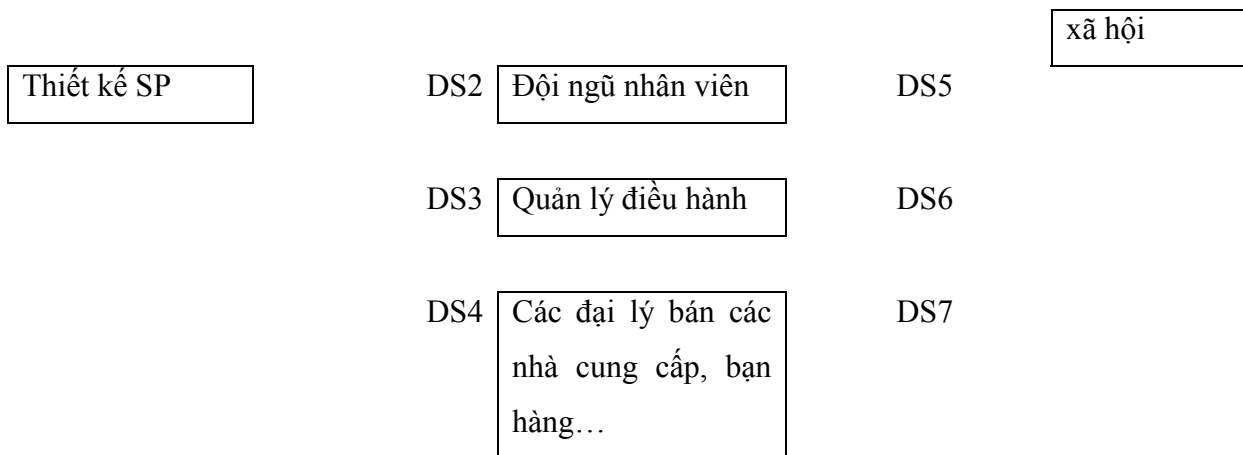 xã hội
Thiết kế SP DS2 Đội ngũ nhân viên DS5
DS3 Quản lý điều hành DS6
DS4 Các đại lý bán các DS7
nhà cung cấp, bạn
hàng…